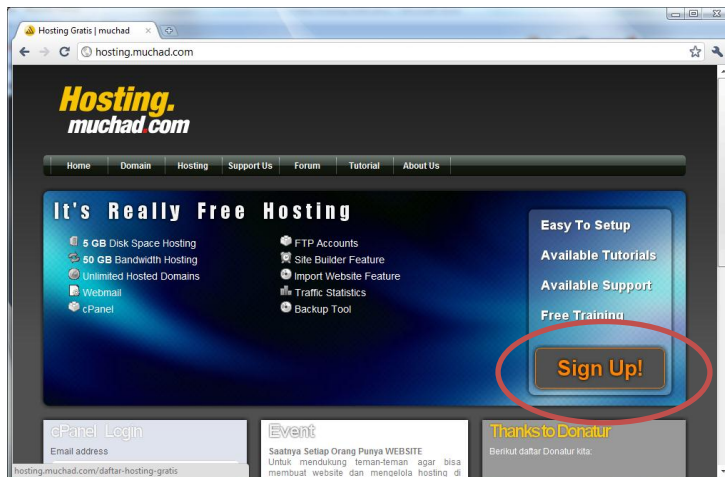 Hosting Gratis | muchad
hosting.muchad.com
Hosting.
muchad.com
Home Domain Hosting Support Us Forum Tutorial About Us
It's Really Free Hosting
5 GB Disk Space Hosting
50 GB Bandwidth Hosting
Unlimited Hosted Domains
Webmail
cPanel
FTP Accounts
Site Builder Feature
Import Website Feature
Traffic Statistics
Backup Tool
Easy To Setup
Available Tutorials
Available Support
Free Training
Sign Up!
cPanel Login
Email address
Event
Saatnya Setiap Orang Punya WEBSITE
Untuk mendukung teman-teman agar bisa
membuat website dan mengelola hosting di
Thanks to Donatur
Berikut daftar Donatur kita:
hosting.muchad.com/daftar-hosting-gratis